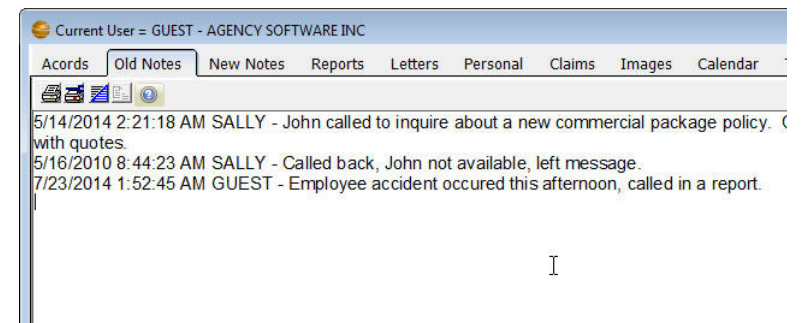 Current User = GUEST - AGENCY SOFTWARE INC
Acords Old Notes New Notes Reports Letters Personal Claims Images Calendar
5/14/2014 2:21:18 AM SALLY - John called to inquire about a new commercial package policy.
with quotes.
5/16/2010 8:44:23 AM SALLY - Called back, John not available, left message.
7/23/2014 1:52:45 AM GUEST - Employee accident occured this afternoon, called in a report.